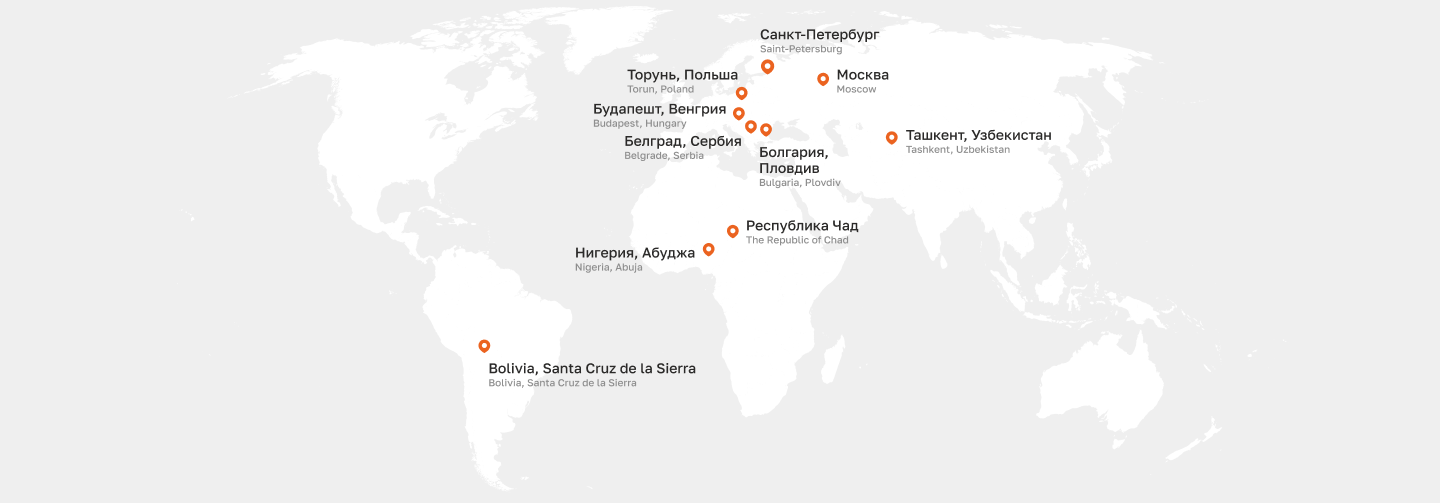 Санкт-Петербург
Saint-Petersburg
Торунь, Польша
Torun, Poland
Москва
Moscow
Будапешт, Венгрия
Budapest, Hungary
Белград, Сербия
Belgrade, Serbia
Болгария,
Пловдив
Bulgaria, Plovdiv
Ташкент, Узбекистан
Tashkent, Uzbekistan
Республика Чад
The Republic of Chad
Нигерия, Абуджа
Nigeria, Abuja
Bolivia, Santa Cruz de la Sierra
Bolivia, Santa Cruz de la Sierra